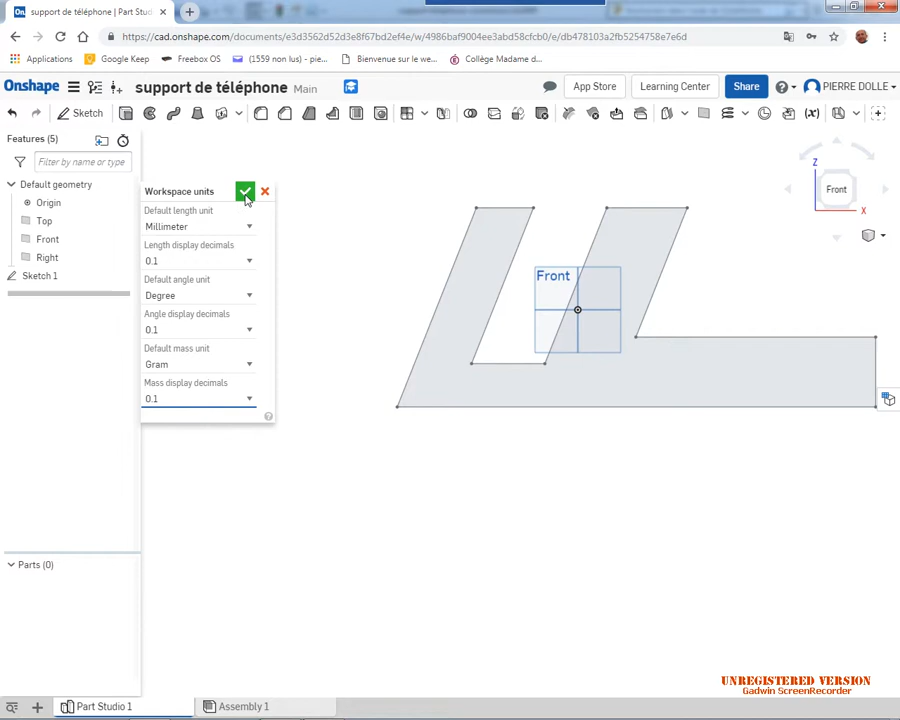 support de téléphone | Part Stud
https://cad.onshape.com/documents/e3d3562d52d3e8f67bd2ef4e/w/4986baf9004ee3abd58cfcb0/e/db478103a2fb5254758e7e6d
Applications
Google Keep
Freebox OS
(1559 non lus) - pie...
Bienvenue sur le we...
Collège Madame d...
Onshape
support de téléphone Main
App Store
Learning Center
Share
PIERRE DOLLE
Sketch
Features (5)
Filter by name or type
Default geometry
Origin
Top
Front
Right
Sketch 1
Parts (0)
Workspace units
Default length unit
Millimeter
Length display decimals
0.1
Default angle unit
Degree
Angle display decimals
0.1
Default mass unit
Gram
Mass display decimals
0.1
Front
Z
Front
X
UNREGISTERED VERSION
Gadwin ScreenRecorder
Part Studio 1
Assembly 1